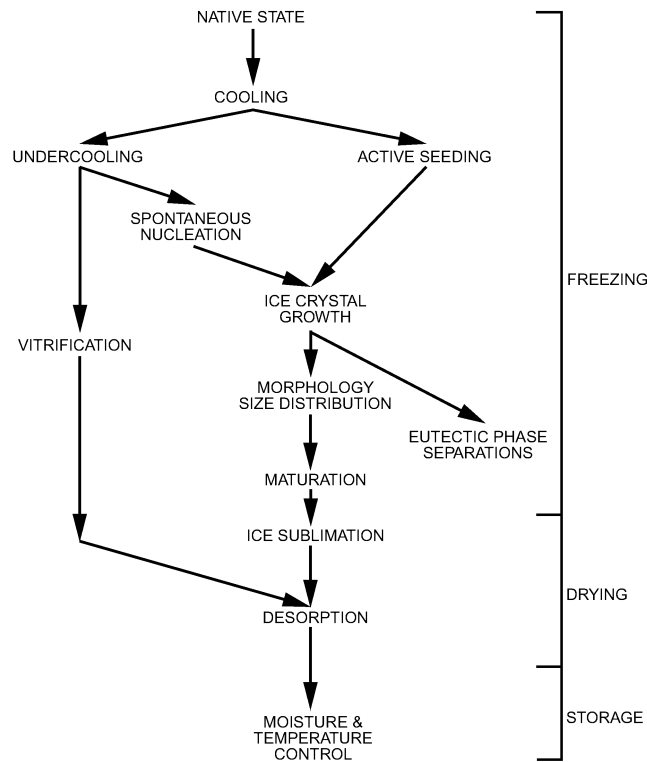 NATIVE STATE
COOLING
UNDERCOOLING
ACTIVE SEEDING
SPONTANEOUS
NUCLEATION
FREEZING
ICE CRYSTAL
GROWTH
VITRIFICATION
MORPHOLOGY
SIZE DISTRIBUTION
EUTECTIC PHASE
SEPARATIONS
MATURATION
ICE SUBLIMATION
DRYING
DESORPTION
STORAGE
MOISTURE &
TEMPERATURE
CONTROL